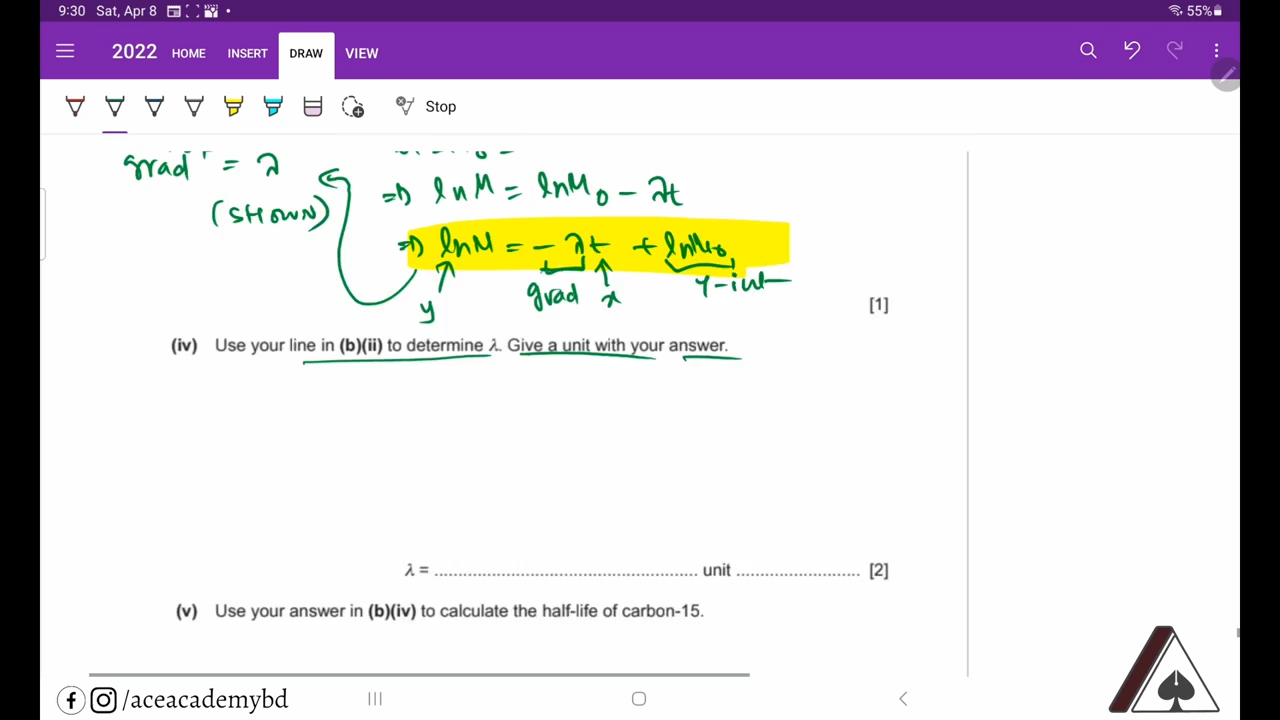 9:30 Sat, Apr 8 55%
2022 HOME INSERT DRAW VIEW
Stop
grad = λ
(SHOWN)
=> ln M = ln M0 - λt
=> ln M = - λt + ln M0
y grad x y-int
[1]
(iv) Use your line in (b)(ii) to determine λ. Give a unit with your answer.
λ = .................................................... unit ........................ [2]
(v) Use your answer in (b)(iv) to calculate the half-life of carbon-15.
/aceacademybd